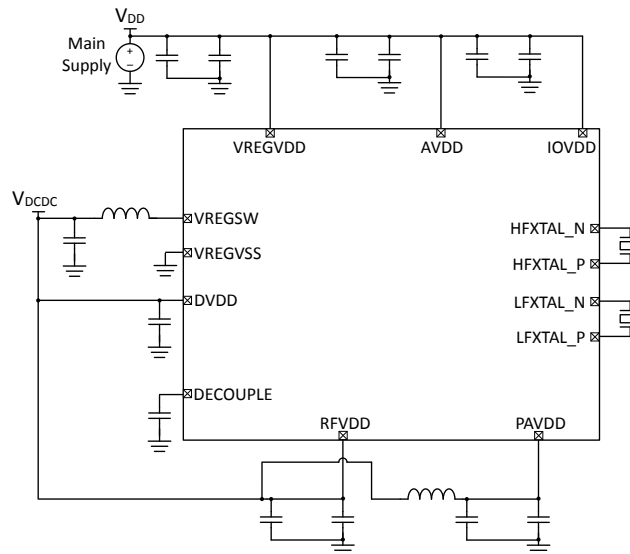 VDD
Main
Supply
+
−
VREGVDD
AVDD
IOVDD
VDCDC
VREGSW
HFXTAL_N
VREGVSS
HFXTAL_P
DVDD
LFXTAL_N
LFXTAL_P
DECOUPLE
RFVDD
PAVDD